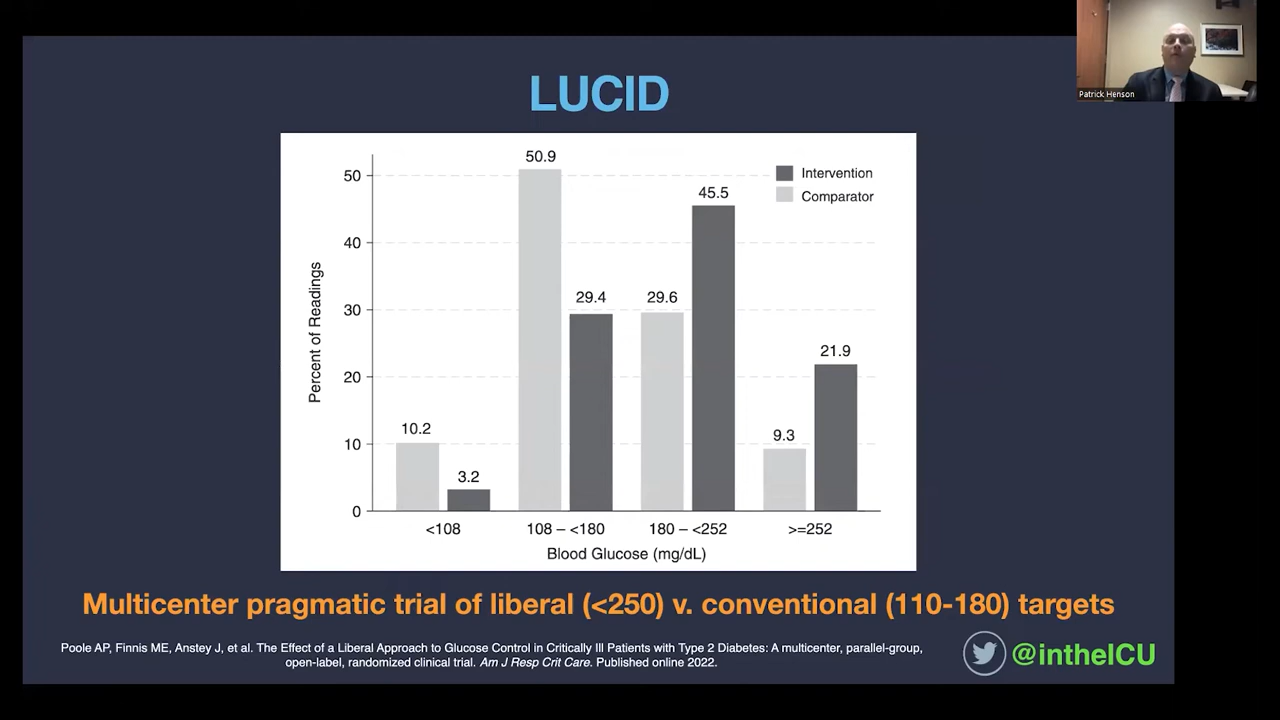 Patrick Henson
LUCID
50.9
50
Intervention
45.5
Comparator
40
Percent of Readings
30
29.4
29.6
21.9
20
10.2
9.3
10
3.2
0
<108
108 – <180
180 – <252
>=252
Blood Glucose (mg/dL)
Multicenter pragmatic trial of liberal (<250) v. conventional (110-180) targets
Poole AP, Finnis ME, Anstey J, et al. The Effect of a Liberal Approach to Glucose Control in Critically Ill Patients with Type 2 Diabetes: A multicenter, parallel-group,
open-label, randomized clinical trial. Am J Resp Crit Care. Published online 2022.
@intheICU